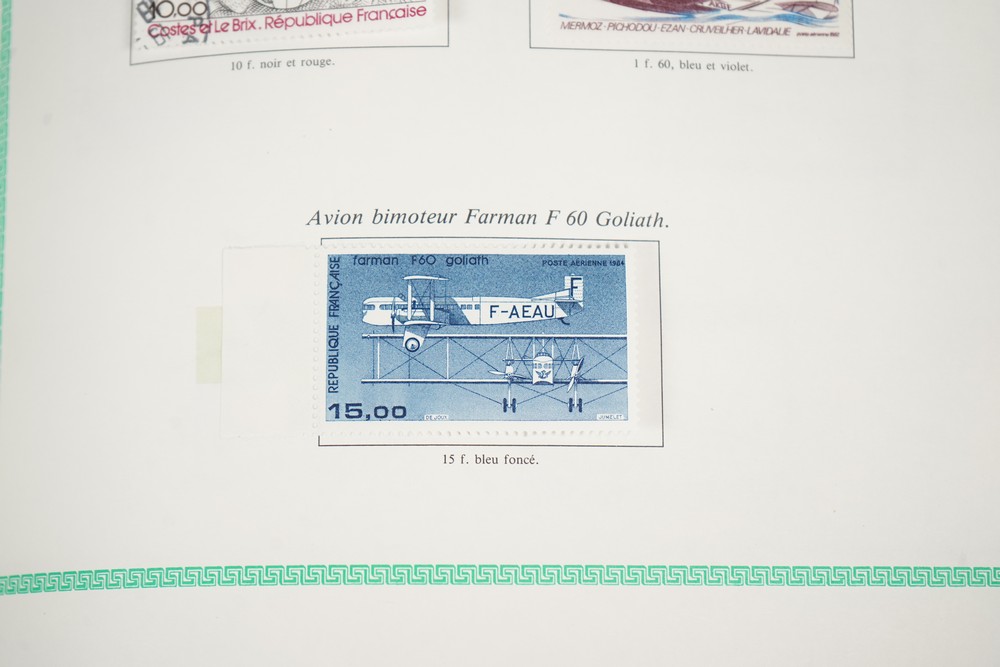 10.00
Costes et Le Brix. République Française
10 f. noir et rouge.
MERMOZ · PICHODOU · EZAN · CRUVEILHER · LAVIDALIE
1 f. 60, bleu et violet.
Avion bimoteur Farman F 60 Goliath.
farman F60 goliath
POSTE AÉRIENNE 1984
REPUBLIQUE FRANÇAISE
F
F-AEAU
15,00
DE JOUX
JUMELET
15 f. bleu foncé.